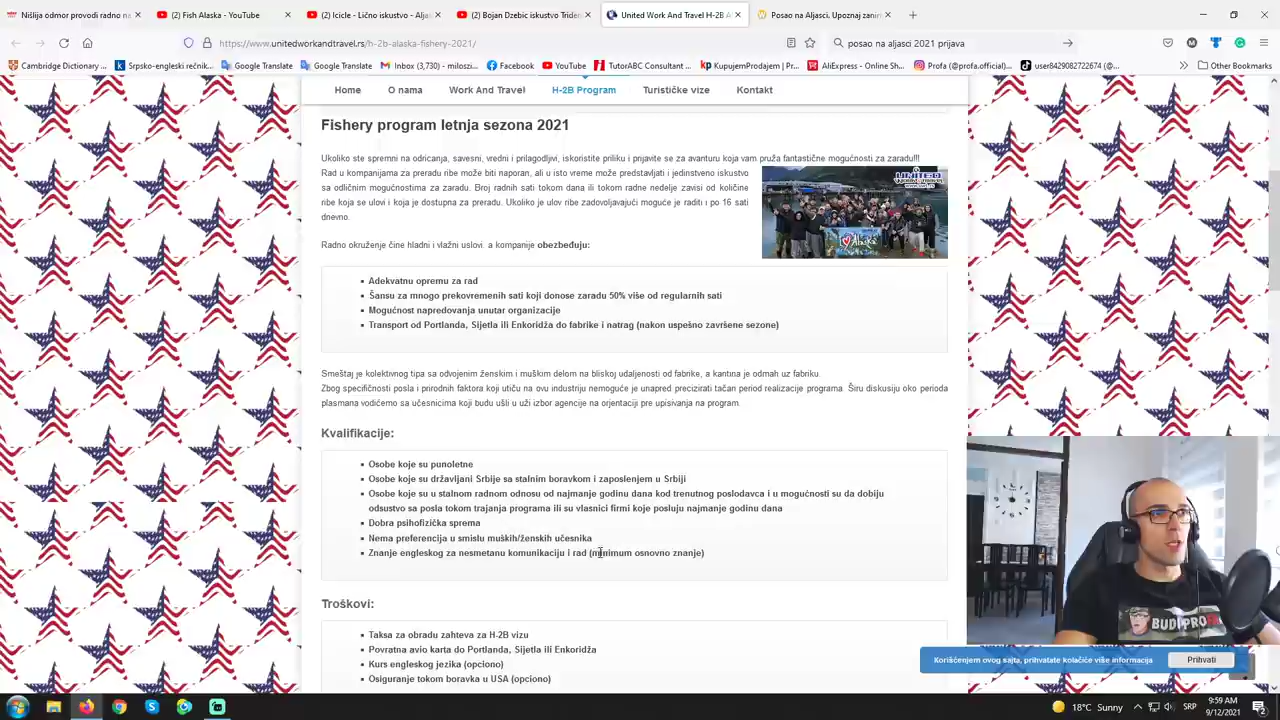 Nišlija odmor provodi radno na
(2) Fish Alaska - YouTube
(2) Icicle - Lično iskustvo - Alja
(2) Bojan Dzebic iskustvo Triden
United Work And Travel H-2B A
Posao na Aljasci. Upoznaj zanin
https://www.unitedworkandtravel.rs/h-2b-alaska-fishery-2021/
posao na aljasci 2021 prijava
Cambridge Dictionary ...
Srpsko-engleski rečnik...
Google Translate
Google Translate
Inbox (3,730) - miloszi...
Facebook
YouTube
TutorABC Consultant ...
KupujemProdajem | Pr...
AliExpress - Online Sh...
Profa (@profa.official)...
user8429082722674 (@...
Other Bookmarks
Home
O nama
Work And Travel
H-2B Program
Turističke vize
Kontakt
Fishery program letnja sezona 2021
Ukoliko ste spremni na odricanja, savesni, vredni i prilagodljivi, iskoristite priliku i prijavite se za avanturu koja vam pruža fantastične mogućnosti za zaradu!!!
Rad u kompanijama za preradu ribe može biti naporan, ali u isto vreme može predstavljati i jedinstveno iskustvo
sa odličnim mogućnostima za zaradu. Broj radnih sati tokom dana ili tokom radne nedelje zavisi od količine
ribe koja se ulovi i koja je dostupna za preradu. Ukoliko je ulov ribe zadovoljavajući moguće je raditi i po 16 sati
dnevno.
UNITED
Alaska
Radno okruženje čine hladni i vlažni uslovi, a kompanije obezbeđuju:
Adekvatnu opremu za rad
Šansu za mnogo prekovremenih sati koji donose zaradu 50% više od regularnih sati
Mogućnost napredovanja unutar organizacije
Transport od Portlanda, Sijetla ili Enkoridža do fabrike i natrag (nakon uspešno završene sezone)
Smeštaj je kolektivnog tipa sa odvojenim ženskim i muškim delom na bliskoj udaljenosti od fabrike, a kantina je odmah uz fabriku.
Zbog specifičnosti posla i prirodnih faktora koji utiču na ovu industriju nemoguće je unapred precizirati tačan period realizacije programa. Širu diskusiju oko perioda
plasmana vodićemo sa učesnicima koji budu ušli u uži izbor agencije na orjentaciji pre upisivanja na program.
Kvalifikacije:
Osobe koje su punoletne
Osobe koje su državljani Srbije sa stalnim boravkom i zaposlenjem u Srbiji
Osobe koje su u stalnom radnom odnosu od najmanje godinu dana kod trenutnog poslodavca i u mogućnosti su da dobiju
odsustvo sa posla tokom trajanja programa ili su vlasnici firmi koje posluju najmanje godinu dana
Dobra psihofizička sprema
Nema preferencija u smislu muških/ženskih učesnika
Znanje engleskog za nesmetanu komunikaciju i rad (minimum osnovno znanje)
Troškovi:
Taksa za obradu zahteva za H-2B vizu
Povratna avio karta do Portlanda, Sijetla ili Enkoridža
Kurs engleskog jezika (opciono)
Osiguranje tokom boravka u USA (opciono)
BUDI PROFI
Korišćenjem ovog sajta, prihvatate kolačiće više informacija
Prihvati
18°C Sunny
SRP
9:59 AM
9/12/2021
2